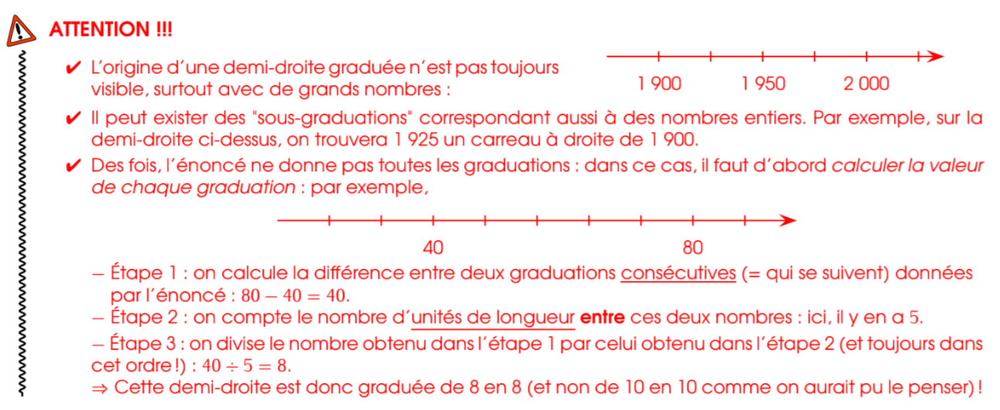 ATTENTION !!!
✔ L'origine d'une demi-droite graduée n'est pas toujours
visible, surtout avec de grands nombres :
1 900 1 950 2 000
✔ Il peut exister des "sous-graduations" correspondant aussi à des nombres entiers. Par exemple, sur la
demi-droite ci-dessus, on trouvera 1 925 un carreau à droite de 1 900.
✔ Des fois, l'énoncé ne donne pas toutes les graduations : dans ce cas, il faut d'abord calculer la valeur
de chaque graduation : par exemple,
40 80
– Étape 1 : on calcule la différence entre deux graduations consécutives (= qui se suivent) données
par l'énoncé : 80 − 40 = 40.
– Étape 2 : on compte le nombre d'unités de longueur entre ces deux nombres : ici, il y en a 5.
– Étape 3 : on divise le nombre obtenu dans l'étape 1 par celui obtenu dans l'étape 2 (et toujours dans
cet ordre !) : 40 ÷ 5 = 8.
⇒ Cette demi-droite est donc graduée de 8 en 8 (et non de 10 en 10 comme on aurait pu le penser) !